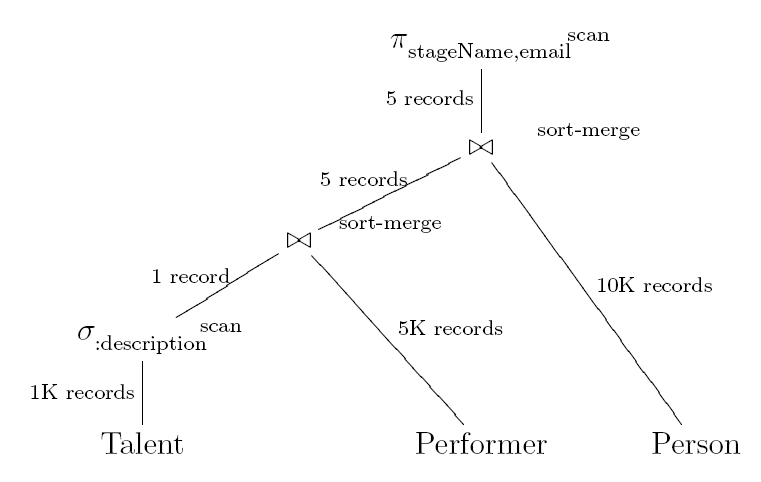 π stageName,email scan
5 records
⋈ sort-merge
5 records
⋈ sort-merge
1 record
10K records
σ :description scan
5K records
1K records
Talent Performer Person